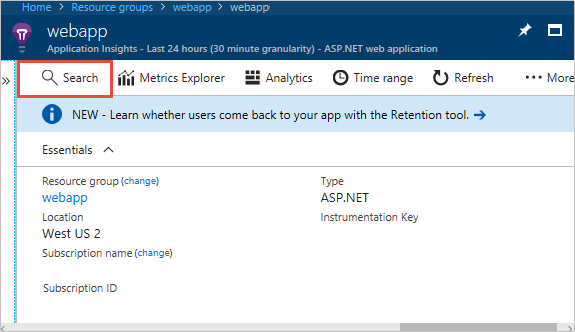 Home > Resource groups > webapp > webapp
webapp
Application Insights - Last 24 hours (30 minute granularity) - ASP.NET web application
» Search Metrics Explorer Analytics Time range Refresh ··· More
NEW - Learn whether users come back to your app with the Retention tool. →
Essentials
Resource group (change) Type
webapp ASP.NET
Location Instrumentation Key
West US 2
Subscription name (change)
Subscription ID